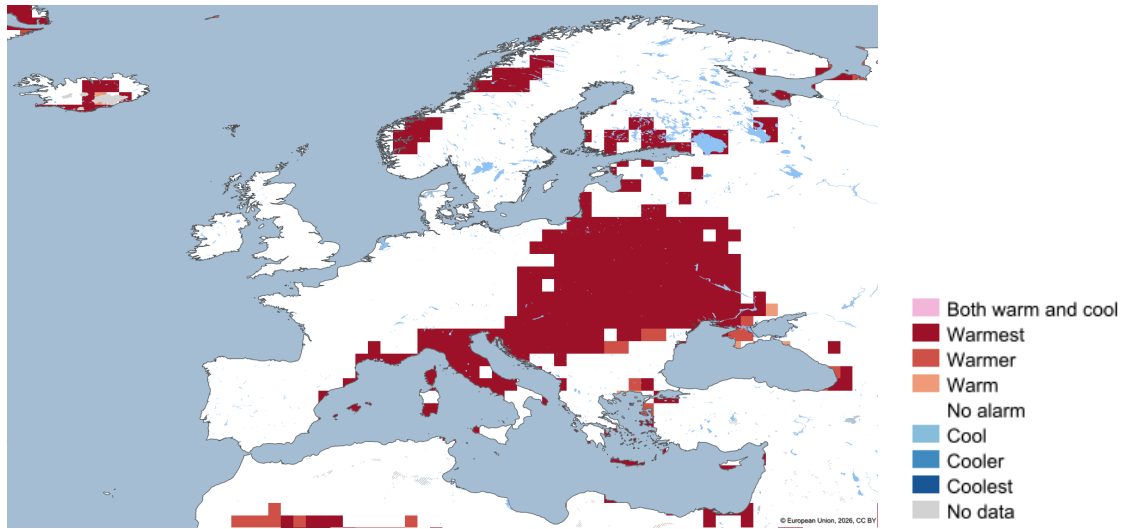 Both warm and cool
Warmest
Warmer
Warm
No alarm
Cool
Cooler
Coolest
No data
© European Union, 2026, CC BY